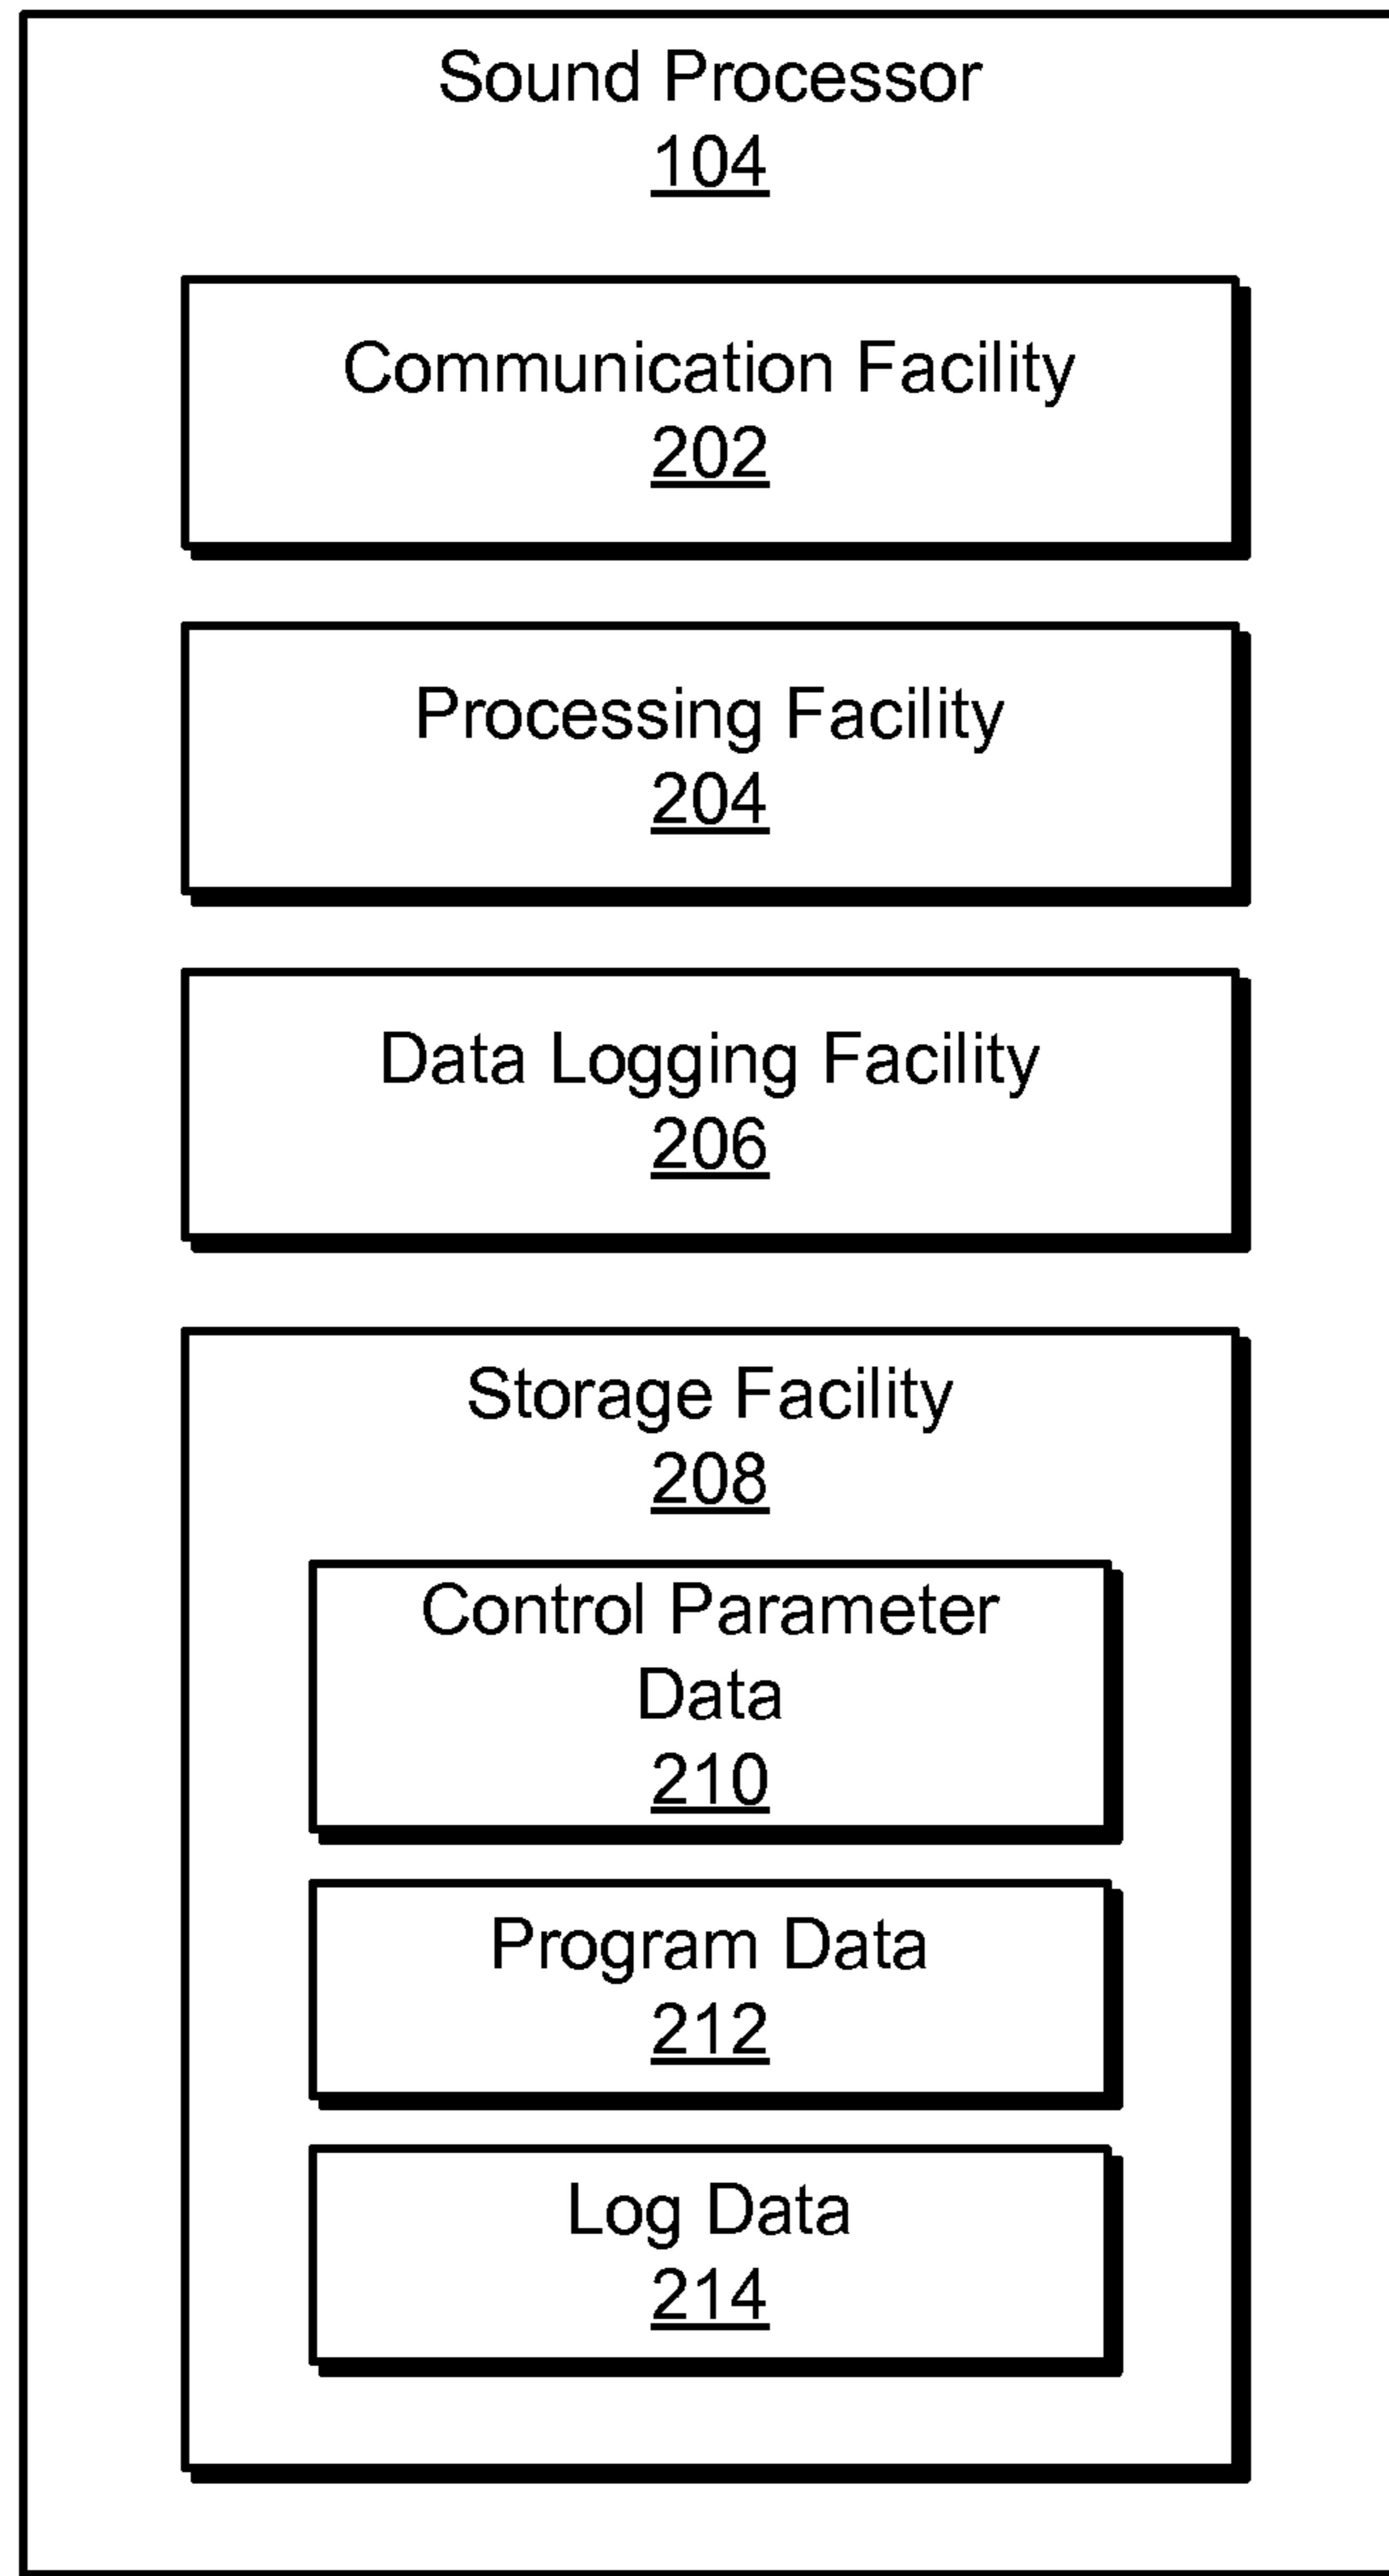 Sound Processor
104
Communication Facility
202
Processing Facility
204
Data Logging Facility
206
Storage Facility
208
Control Parameter
Data
210
Program Data
212
Log Data
214